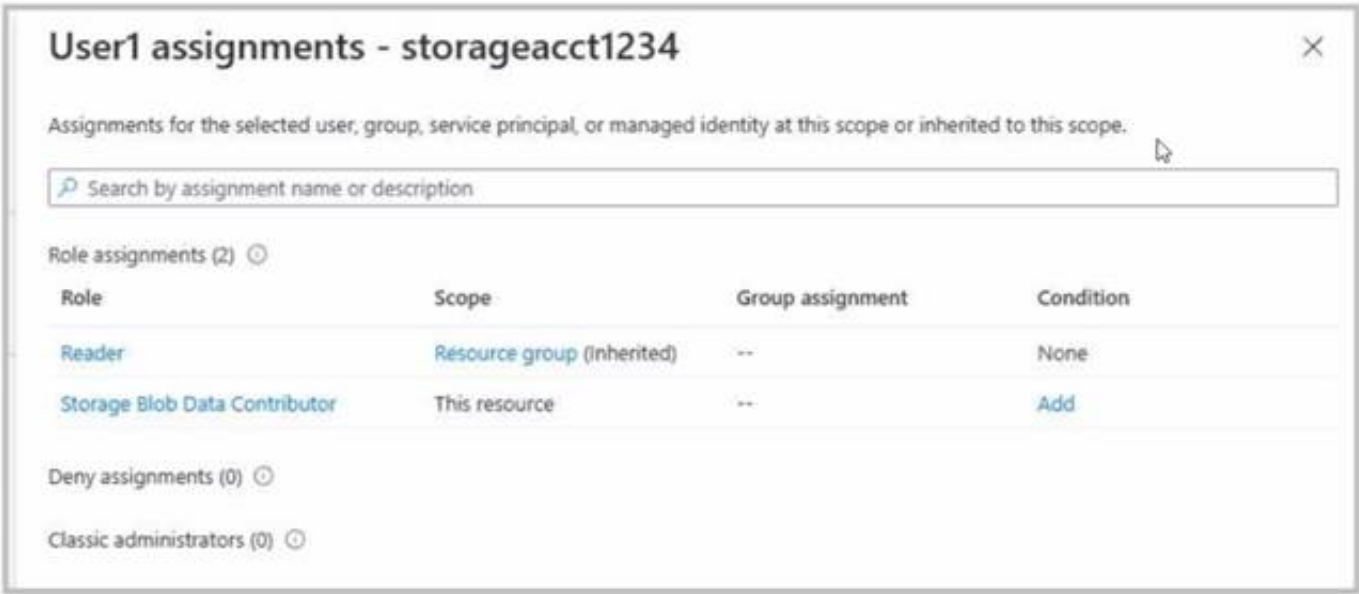 User1 assignments - storageacct1234
Assignments for the selected user, group, service principal, or managed identity at this scope or inherited to this scope.
Search by assignment name or description
Role assignments (2)
Role Scope Group assignment Condition
Reader Resource group (Inherited) -- None
Storage Blob Data Contributor This resource -- Add
Deny assignments (0)
Classic administrators (0)